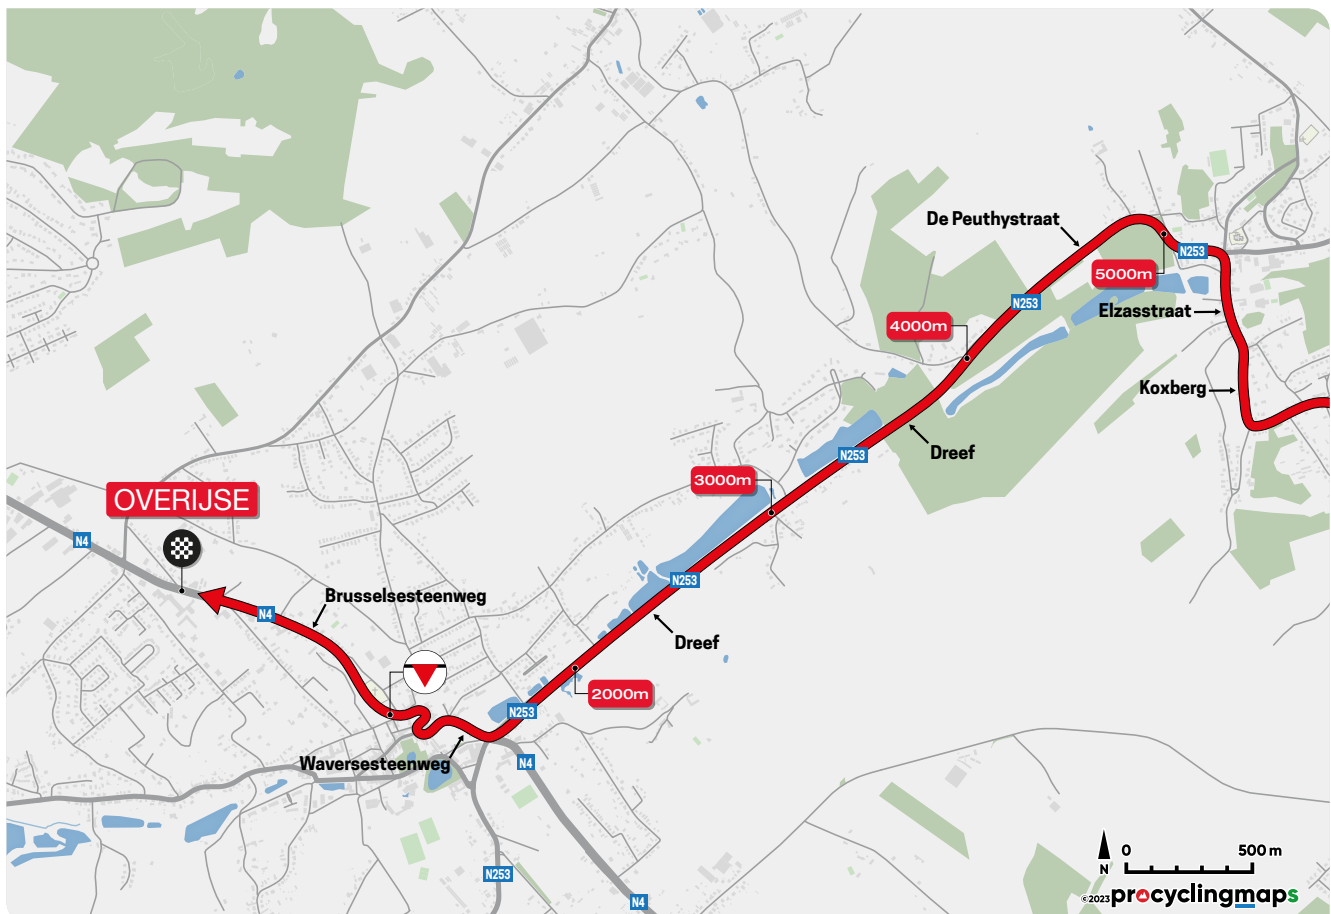 De Peuthystraat
N253
5000m
N253
Elzasstraat
4000m
Koxberg
N253
Dreef
3000m
OVERIJSE
N4
N253
Brusselsesteenweg
N4
Dreef
2000m
N253
Waversesteenweg
N4
N253
N4
N
0 500 m
©2023 procyclingmaps